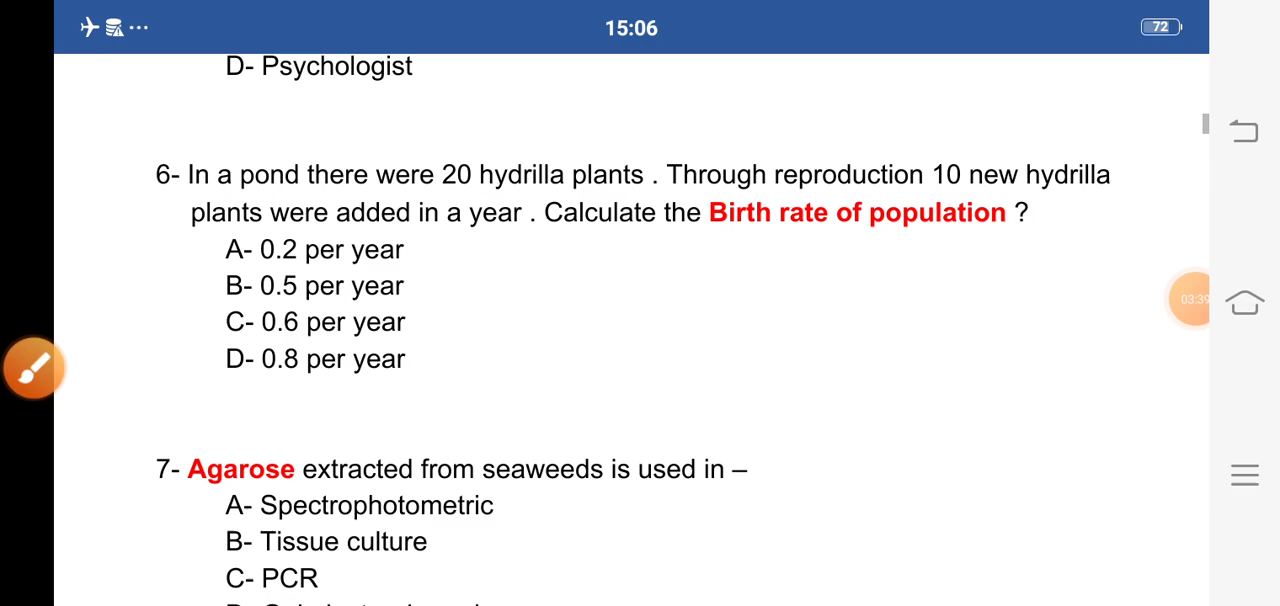 15:06
72
D- Psychologist
6- In a pond there were 20 hydrilla plants . Through reproduction 10 new hydrilla
plants were added in a year . Calculate the Birth rate of population ?
A- 0.2 per year
B- 0.5 per year
C- 0.6 per year
D- 0.8 per year
03:39
7- Agarose extracted from seaweeds is used in –
A- Spectrophotometric
B- Tissue culture
C- PCR